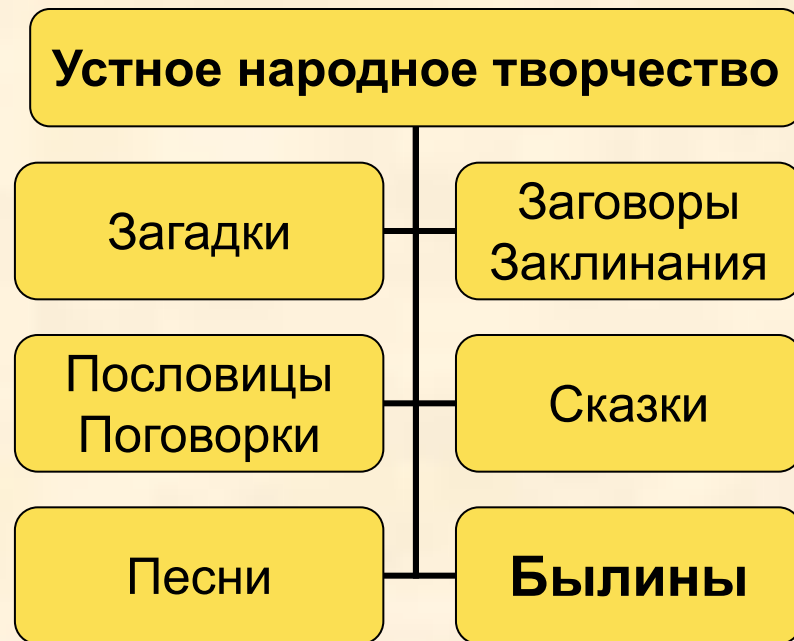 Устное народное творчество
Загадки
Заговоры
Заклинания
Пословицы
Поговорки
Сказки
Песни
Былины